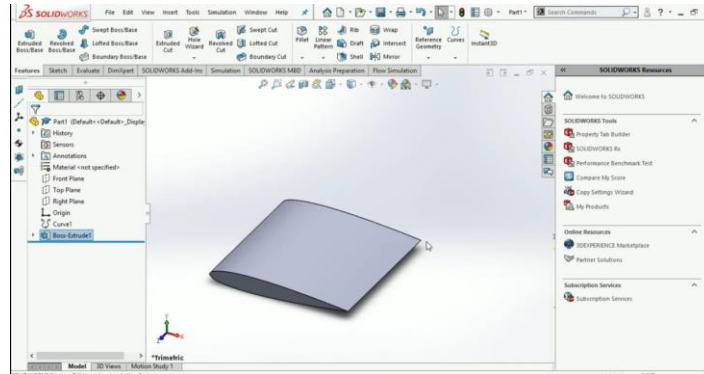 SOLIDWORKS File Edit View Insert Tools Simulation Window Help Part1 * Search Commands
Extruded Boss/Base
Revolved Boss/Base
Swept Boss/Base
Lofted Boss/Base
Boundary Boss/Base
Extruded Cut
Hole Wizard
Revolved Cut
Swept Cut
Lofted Cut
Boundary Cut
Fillet
Linear Pattern
Rib
Draft
Shell
Wrap
Intersect
Mirror
Reference Geometry
Curves
Instant3D
Features Sketch Evaluate DimXpert SOLIDWORKS Add-Ins Simulation SOLIDWORKS MBD Analysis Preparation Flow Simulation
Part1 (Default<<Default>_Display
History
Sensors
Annotations
Material <not specified>
Front Plane
Top Plane
Right Plane
Origin
Curve1
Boss-Extrude1
*Trimetric
Model 3D Views Motion Study 1
SOLIDWORKS Resources
Welcome to SOLIDWORKS
SOLIDWORKS Tools
Property Tab Builder
SOLIDWORKS Rx
Performance Benchmark Test
Compare My Score
Copy Settings Wizard
My Products
Online Resources
3DEXPERIENCE Marketplace
Partner Solutions
Subscription Services
Subscription Services